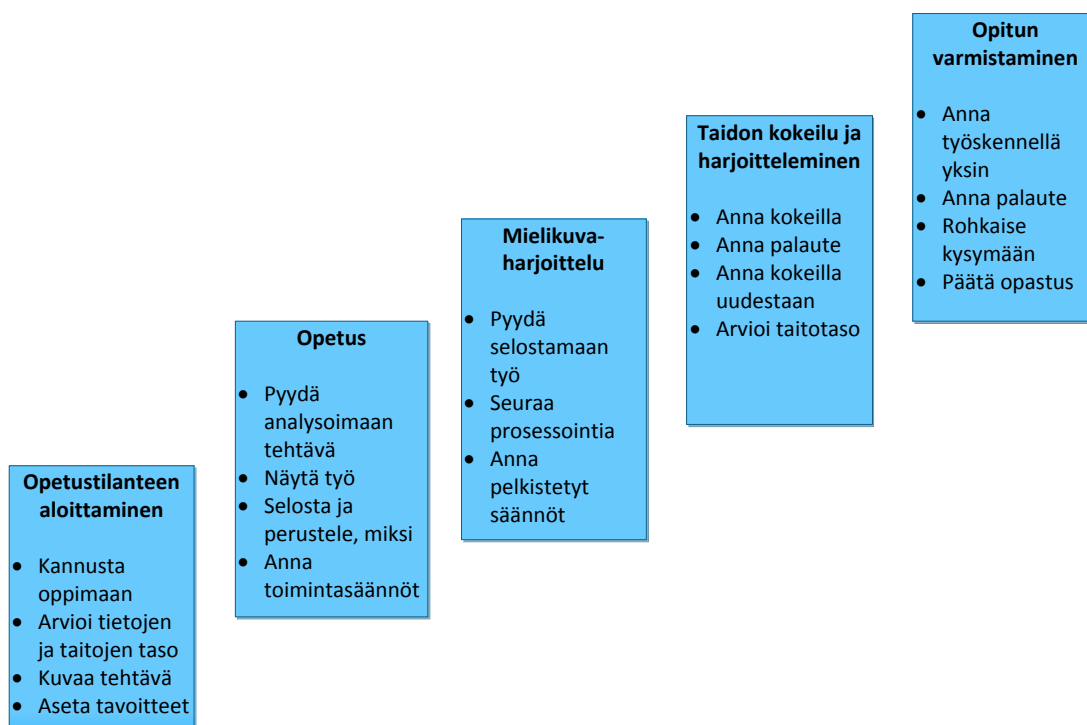 Opetustilanteen
aloittaminen
• Kannusta
oppimaan
• Arvioi tietojen
ja taitojen taso
• Kuvaa tehtävä
• Aseta tavoitteet
Opetus
• Pyydä
analysoimaan
tehtävä
• Näytä työ
• Selosta ja
perustele, miksi
• Anna
toimintasäännöt
Mielikuva-
harjoittelu
• Pyydä
selostamaan
työ
• Seuraa
prosessointia
• Anna
pelkistetyt
säännöt
Taidon kokeilu ja
harjoitteleminen
• Anna kokeilla
• Anna palaute
• Anna kokeilla
uudestaan
• Arvioi taitotaso
Opitun
varmistaminen
• Anna
työskennellä
yksin
• Anna palaute
• Rohkaise
kysymään
• Päätä opastus